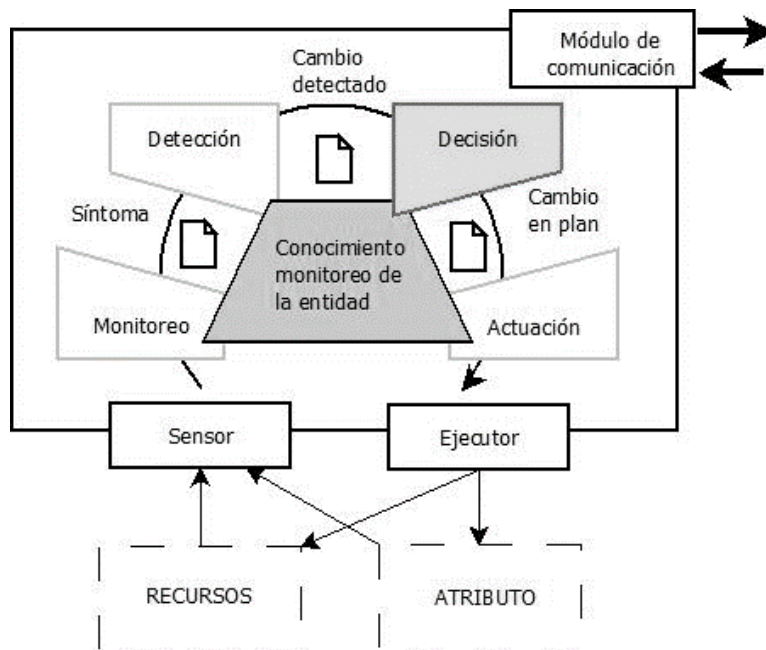 Módulo de
comunicación
Cambio
detectado
Detección
Decisión
Síntoma
Cambio
en plan
Conocimiento
monitoreo de
la entidad
Monitoreo
Actuación
Sensor
Ejecutor
RECURSOS
ATRIBUTO